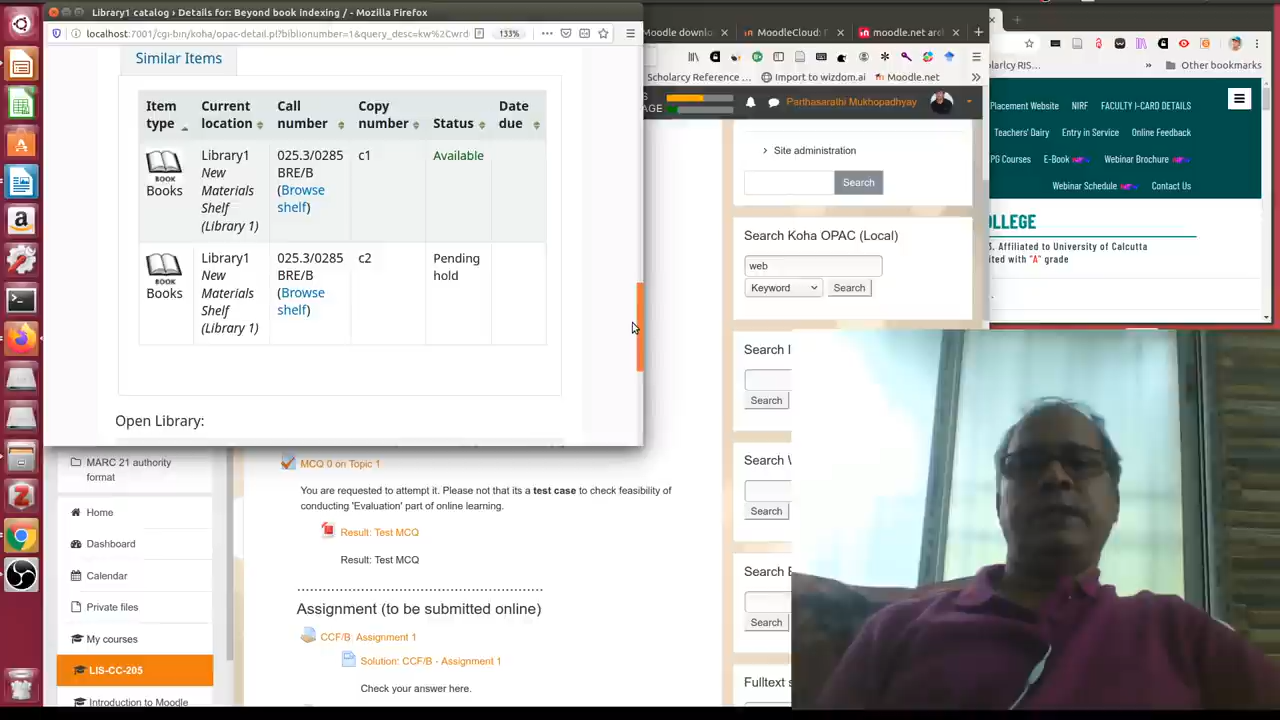 Library1 catalog › Details for: Beyond book indexing / - Mozilla Firefox
localhost:7001/cgi-bin/koha/opac-detail.pl?biblionumber=1&query_desc=kw%2Cwrd
133%
Similar Items
Item type
Current location
Call number
Copy number
Status
Date due
BOOK
Books
Library1
New
Materials
Shelf
(Library 1)
025.3/0285
BRE/B
(Browse
shelf)
c1
Available
BOOK
Books
Library1
New
Materials
Shelf
(Library 1)
025.3/0285
BRE/B
(Browse
shelf)
c2
Pending
hold
Open Library:
MARC 21 authority
format
Home
Dashboard
Calendar
Private files
My courses
LIS-CC-205
Introduction to Moodle
MCQ 0 on Topic 1
You are requested to attempt it. Please not that its a test case to check feasibility of
conducting 'Evaluation' part of online learning.
Result: Test MCQ
Result: Test MCQ
Assignment (to be submitted online)
CCF/B: Assignment 1
Solution: CCF/B - Assignment 1
Check your answer here.
Moodle downlo
MoodleCloud: F
moodle.net arc
Scholarcy Reference ...
Import to wizdom.ai
Moodle.net
Parthasarathi Mukhopadhyay
Site administration
Search
Search Koha OPAC (Local)
web
Keyword
Search
Search I
Search
Search W
Search
Search E
Search
Fulltext s
Other bookmarks
Placement Website
NIRF
FACULTY I-CARD DETAILS
Teachers' Dairy
Entry in Service
Online Feedback
PG Courses
E-Book
Webinar Brochure
Webinar Schedule
Contact Us
OLLEGE
3, Affiliated to University of Calcutta
ited with "A" grade